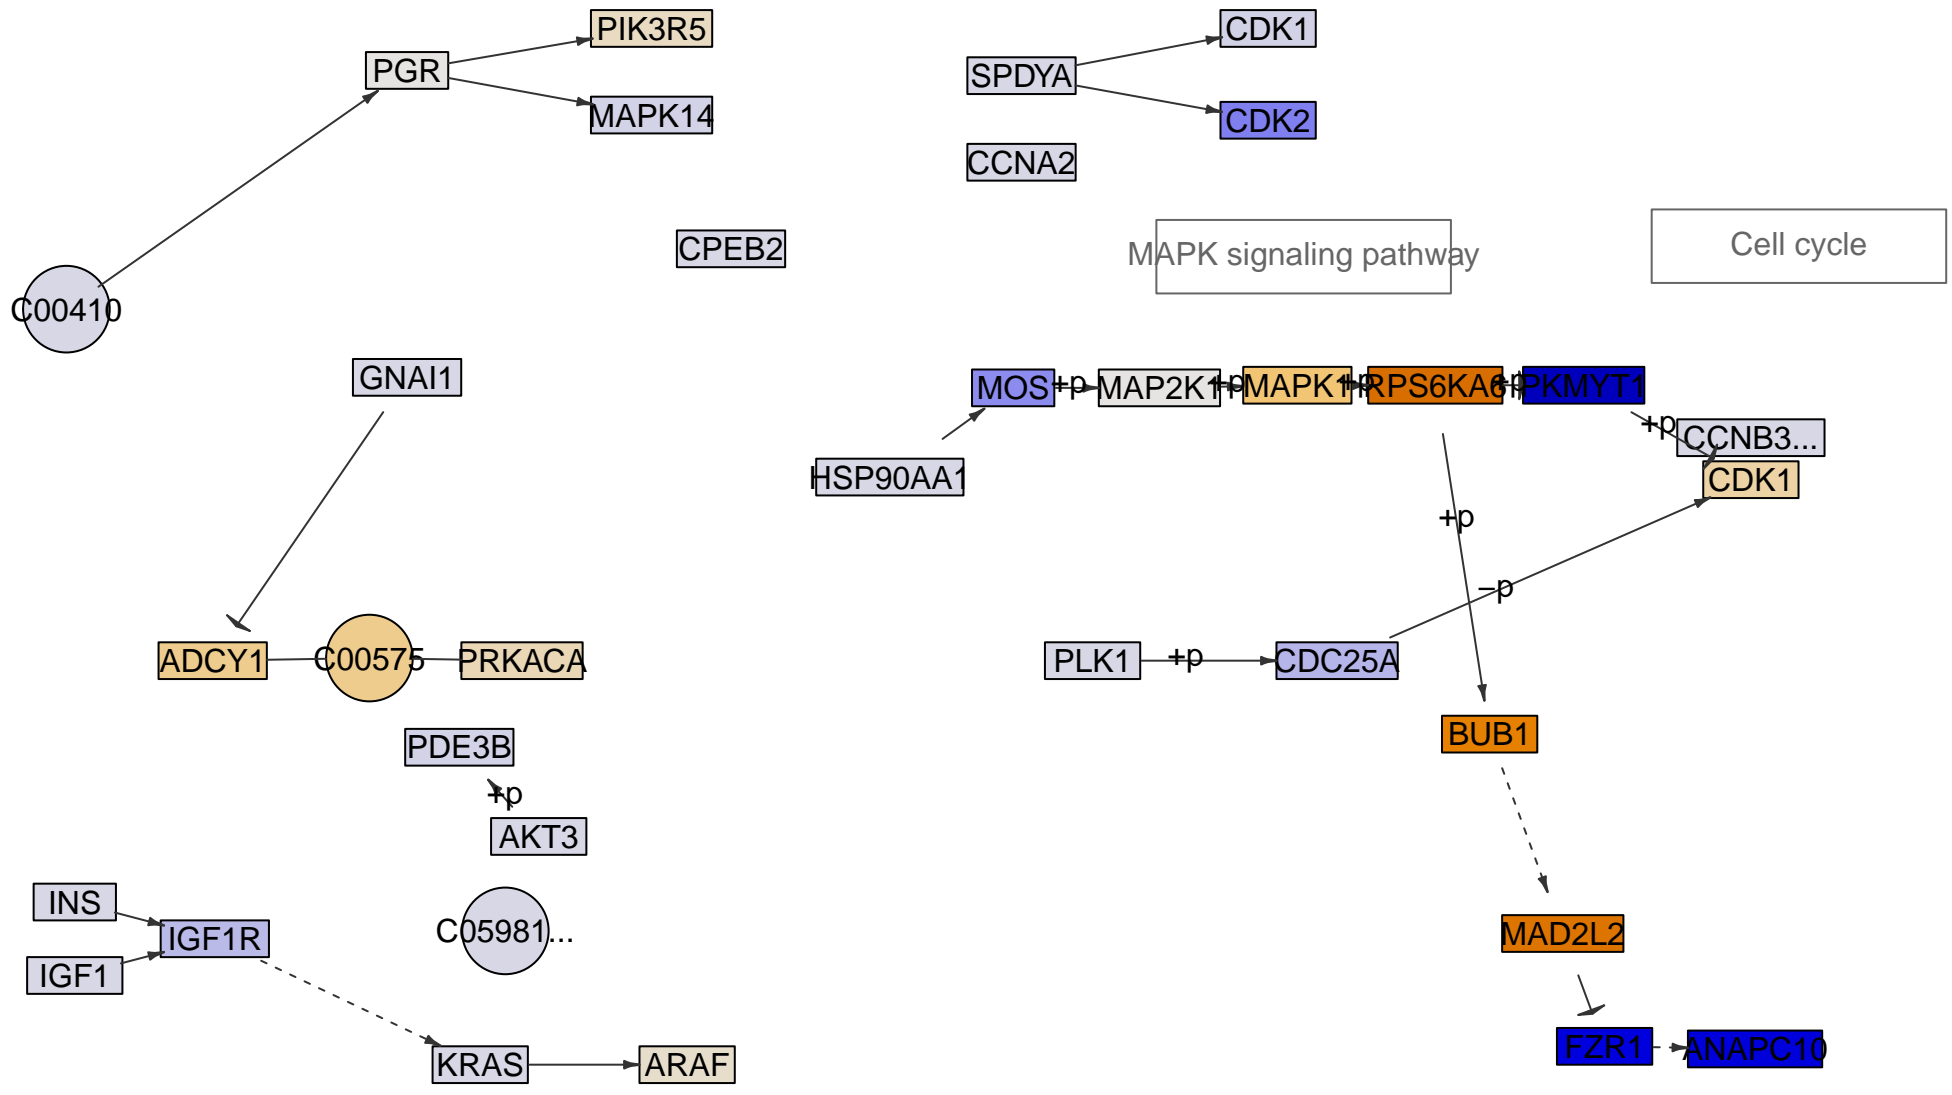 PIK3R5
CDK1
PGR
SPDYA
MAPK14
CDK2
CCNA2
CPEB2
MAPK signaling pathway
Cell cycle
C00410
GNAI1
MOS
+p
MAP2K1
+p
MAPK1
+p
RPS6KA6
+p
PKMYT1
+p
CCNB3...
HSP90AA1
CDK1
+p
−p
ADCY1
C00575
PRKACA
PLK1
+p
CDC25A
BUB1
PDE3B
+p
AKT3
INS
IGF1R
C05981...
MAD2L2
IGF1
KRAS
ARAF
FZR1
ANAPC10